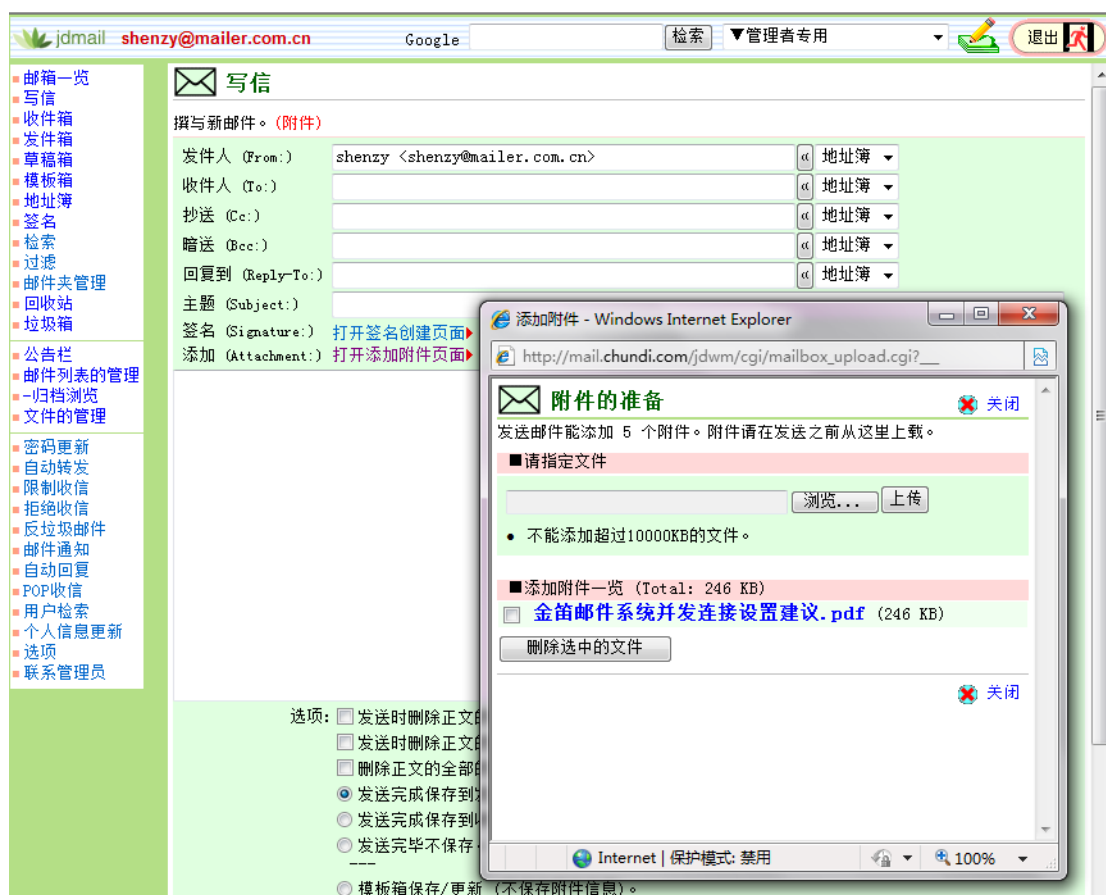 jdmail shenzy@mailer.com.cn Google 检索 ▼管理者专用 退出
邮箱一览
写信
收件箱
发件箱
草稿箱
模板箱
地址簿
签名
检索
过滤
邮件夹管理
回收站
垃圾箱
公告栏
邮件列表的管理
-归档浏览
文件的管理
密码更新
自动转发
限制收信
拒绝收信
反垃圾邮件
邮件通知
自动回复
POP收信
用户检索
个人信息更新
选项
联系管理员
写信
撰写新邮件。(附件)
发件人 (From:) shenzy <shenzy@mailer.com.cn> « 地址簿
收件人 (To:) « 地址簿
抄送 (Cc:) « 地址簿
暗送 (Bcc:) « 地址簿
回复到 (Reply-To:) « 地址簿
主题 (Subject:)
签名 (Signature:) 打开签名创建页面
添加 (Attachment:) 打开添加附件页面
选项: 发送时删除正文的
发送时删除正文的
删除正文的全部的
发送完成保存到发
发送完成保存到收
发送完毕不保存
---
模板箱保存/更新 (不保存附件信息)。
添加附件 - Windows Internet Explorer
http://mail.chundi.com/jdwm/cgi/mailbox_upload.cgi?__
附件的准备
关闭
发送邮件能添加 5 个附件。附件请在发送之前从这里上载。
■请指定文件
浏览... 上传
• 不能添加超过10000KB的文件。
■添加附件一览 (Total: 246 KB)
金笛邮件系统并发连接设置建议.pdf (246 KB)
删除选中的文件
关闭
Internet | 保护模式: 禁用 100%